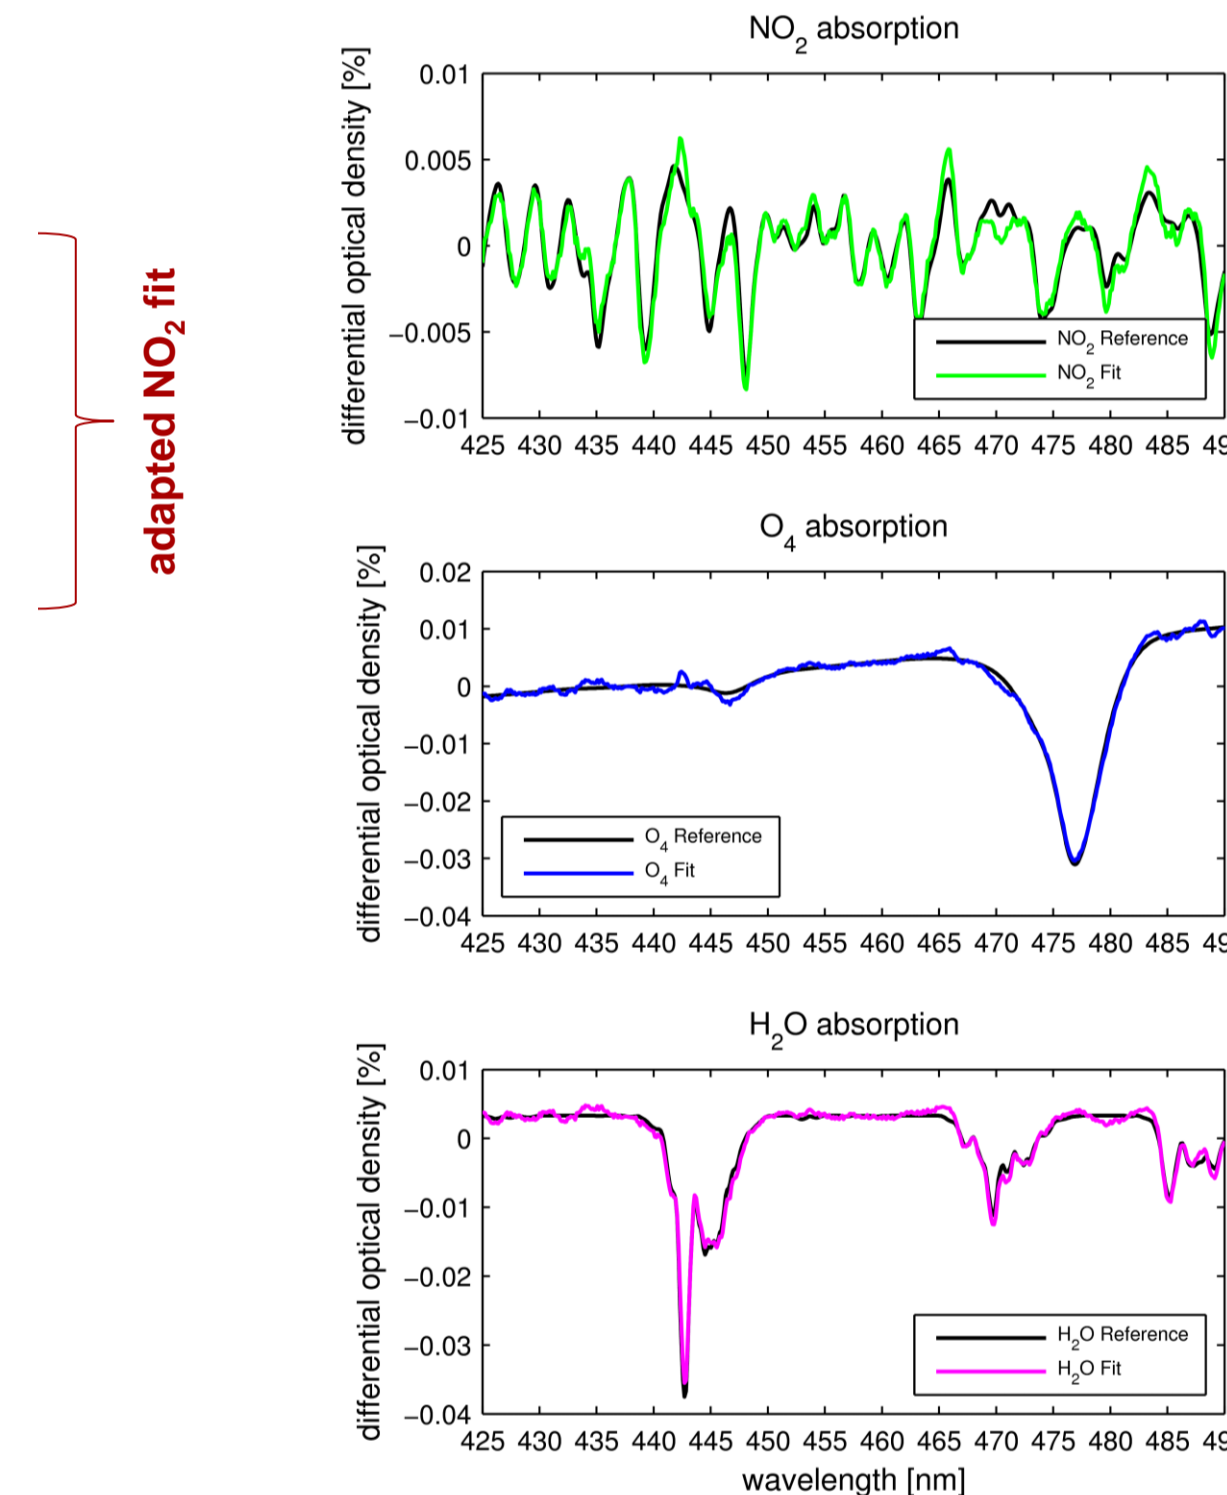 adapted NO2 fit
NO2 absorption
differential optical density [%]
0.01
0.005
0
−0.005
−0.01
NO2 Reference
NO2 Fit
425 430 435 440 445 450 455 460 465 470 475 480 485 49
O4 absorption
differential optical density [%]
0.02
0.01
0
−0.01
−0.02
−0.03
−0.04
O4 Reference
O4 Fit
425 430 435 440 445 450 455 460 465 470 475 480 485 49
H2O absorption
differential optical density [%]
0.01
0
−0.01
−0.02
−0.03
−0.04
H2O Reference
H2O Fit
425 430 435 440 445 450 455 460 465 470 475 480 485 49
wavelength [nm]